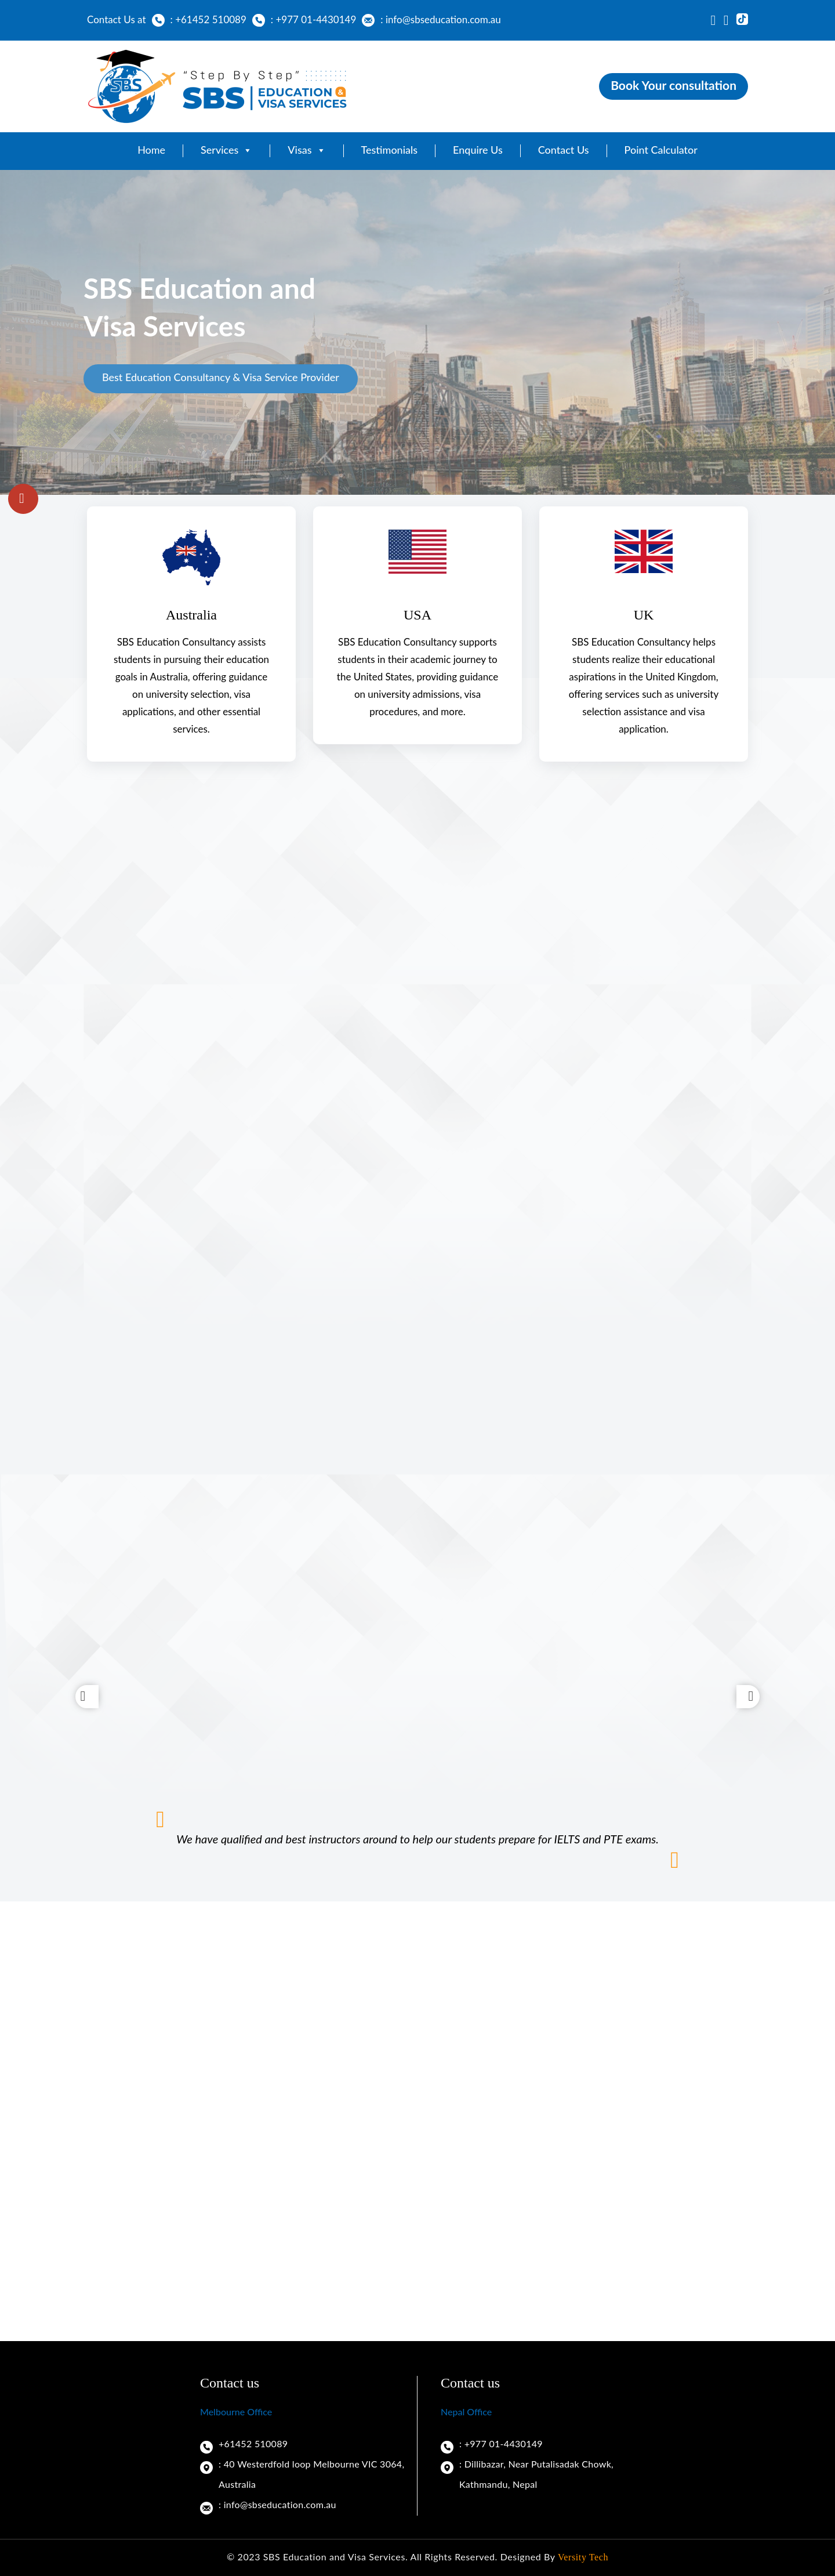 Contact Us at : +61452 510089 : +977 01-4430149 : info@sbseducation.com.au
SBS
"Step By Step"
SBS EDUCATION &
VISA SERVICES
Book Your consultation
Home Services Visas Testimonials Enquire Us Contact Us Point Calculator
SBS Education and
Visa Services
Best Education Consultancy & Visa Service Provider
Australia
SBS Education Consultancy assists
students in pursuing their education
goals in Australia, offering guidance
on university selection, visa
applications, and other essential
services.
USA
SBS Education Consultancy supports
students in their academic journey to
the United States, providing guidance
on university admissions, visa
procedures, and more.
UK
SBS Education Consultancy helps
students realize their educational
aspirations in the United Kingdom,
offering services such as university
selection assistance and visa
application.
We have qualified and best instructors around to help our students prepare for IELTS and PTE exams.
Contact us
Melbourne Office
+61452 510089
: 40 Westerdfold loop Melbourne VIC 3064,
Australia
: info@sbseducation.com.au
Contact us
Nepal Office
: +977 01-4430149
: Dillibazar, Near Putalisadak Chowk,
Kathmandu, Nepal
© 2023 SBS Education and Visa Services. All Rights Reserved. Designed By Versity Tech